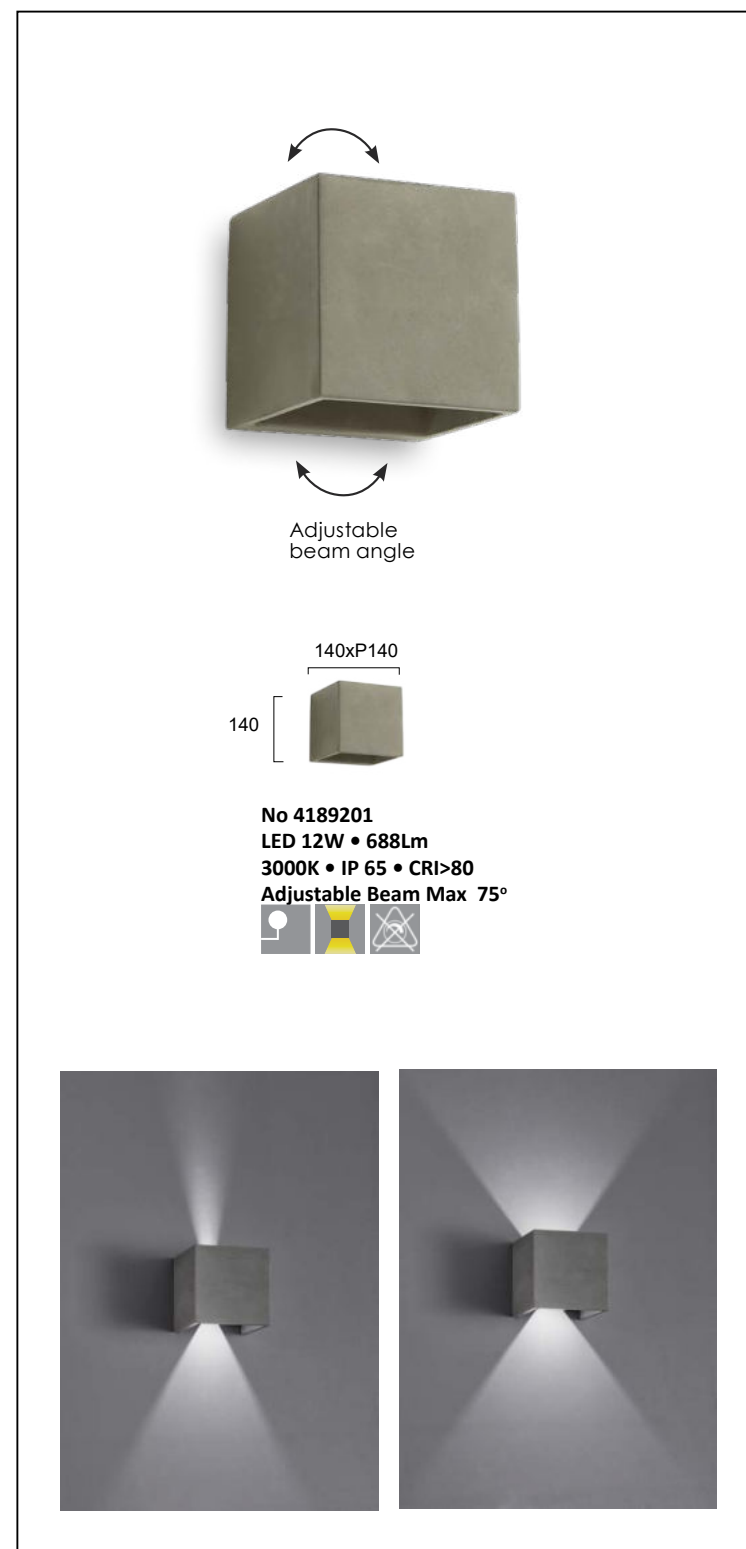 Adjustable
beam angle
140xP140
140
No 4189201
LED 12W • 688Lm
3000K • IP 65 • CRI>80
Adjustable Beam Max 75°